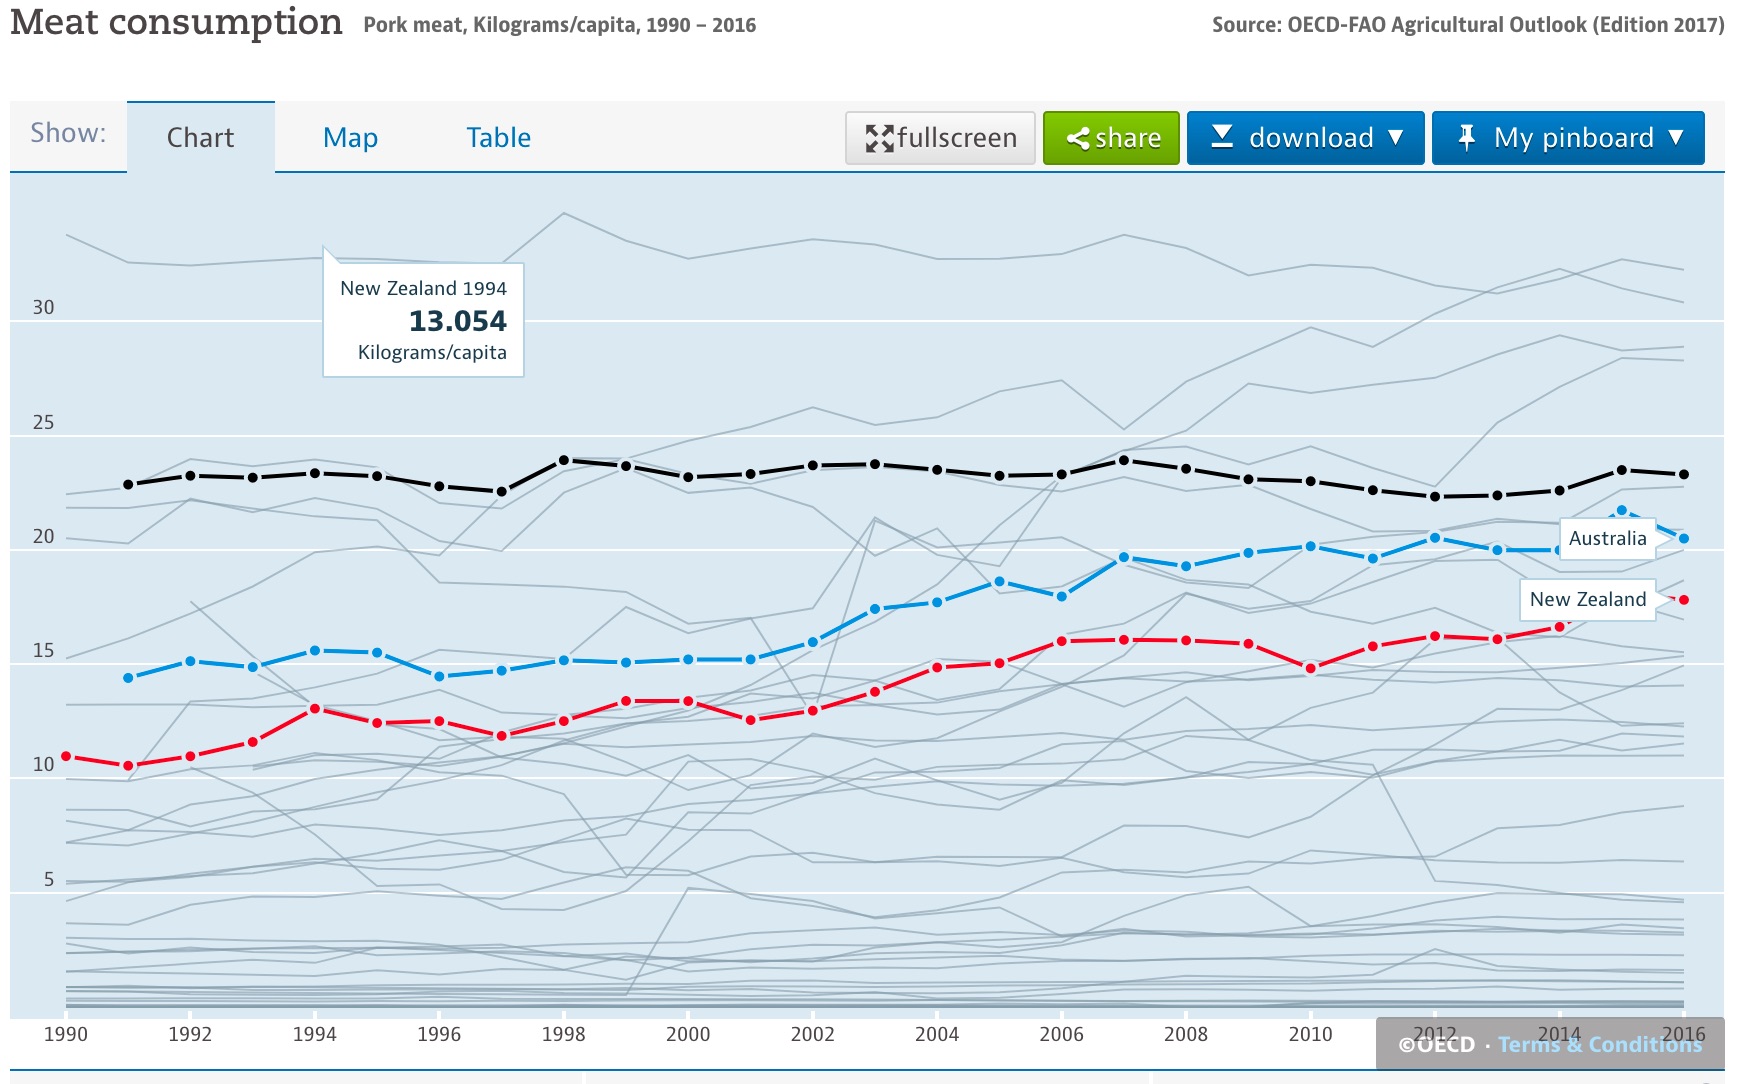 Meat consumption Pork meat, Kilograms/capita, 1990 – 2016 Source: OECD-FAO Agricultural Outlook (Edition 2017)
Show: Chart Map Table fullscreen share download ▼ My pinboard ▼
New Zealand 1994
13.054
Kilograms/capita
30
25
20
15
10
5
Australia
New Zealand
1990 1992 1994 1996 1998 2000 2002 2004 2006 2008 2010 2012 2014 2016
©OECD · Terms & Conditions